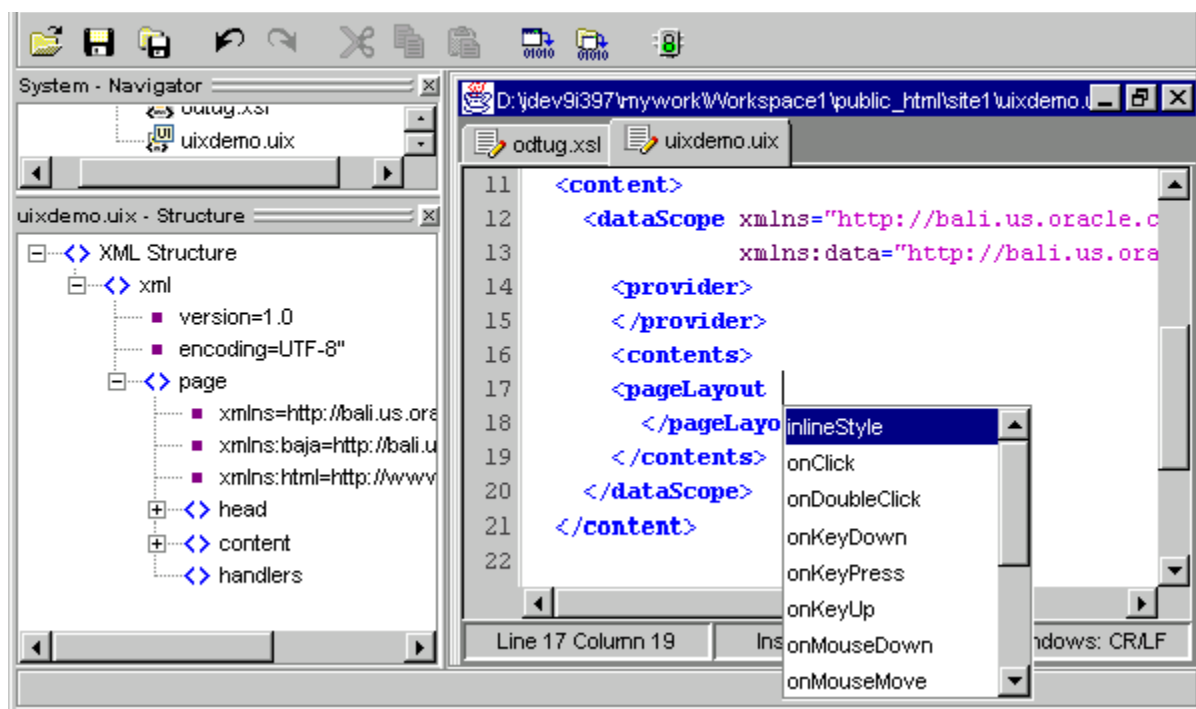 01010
01010
System - Navigator
odtug.xsl
uixdemo.uix
uixdemo.uix - Structure
XML Structure
xml
version=1.0
encoding=UTF-8"
page
xmlns=http://bali.us.ora
xmlns:baja=http://bali.u
xmlns:html=http://www
head
content
handlers
D:\jdev9i397\mywork\Workspace1\public_html\site1\uixdemo.u
odtug.xsl uixdemo.uix
11 <content>
12 <dataScope xmlns="http://bali.us.oracle.c
13 xmlns:data="http://bali.us.ora
14 <provider>
15 </provider>
16 <contents>
17 <pageLayout
18 </pageLayo
19 </contents>
20 </dataScope>
21 </content>
22
inlineStyle
onClick
onDoubleClick
onKeyDown
onKeyPress
onKeyUp
onMouseDown
onMouseMove
Line 17 Column 19 Ins ndows: CR/LF